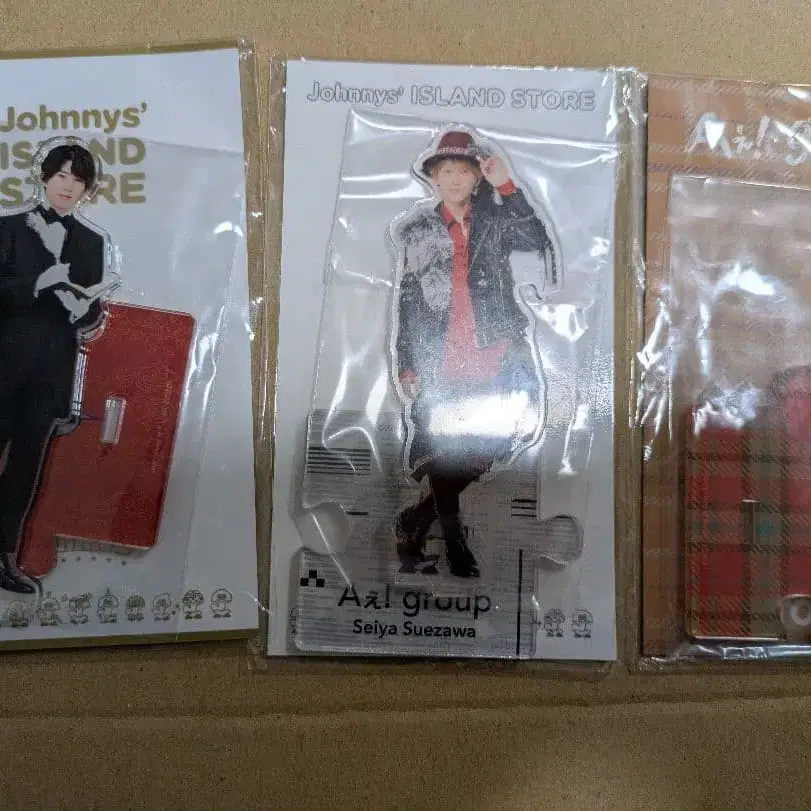 Johnnys'
ISLAND
STORE
Johnnys' ISLAND STORE
Aぇ! group
Seiya Suezawa
Aぇ! g